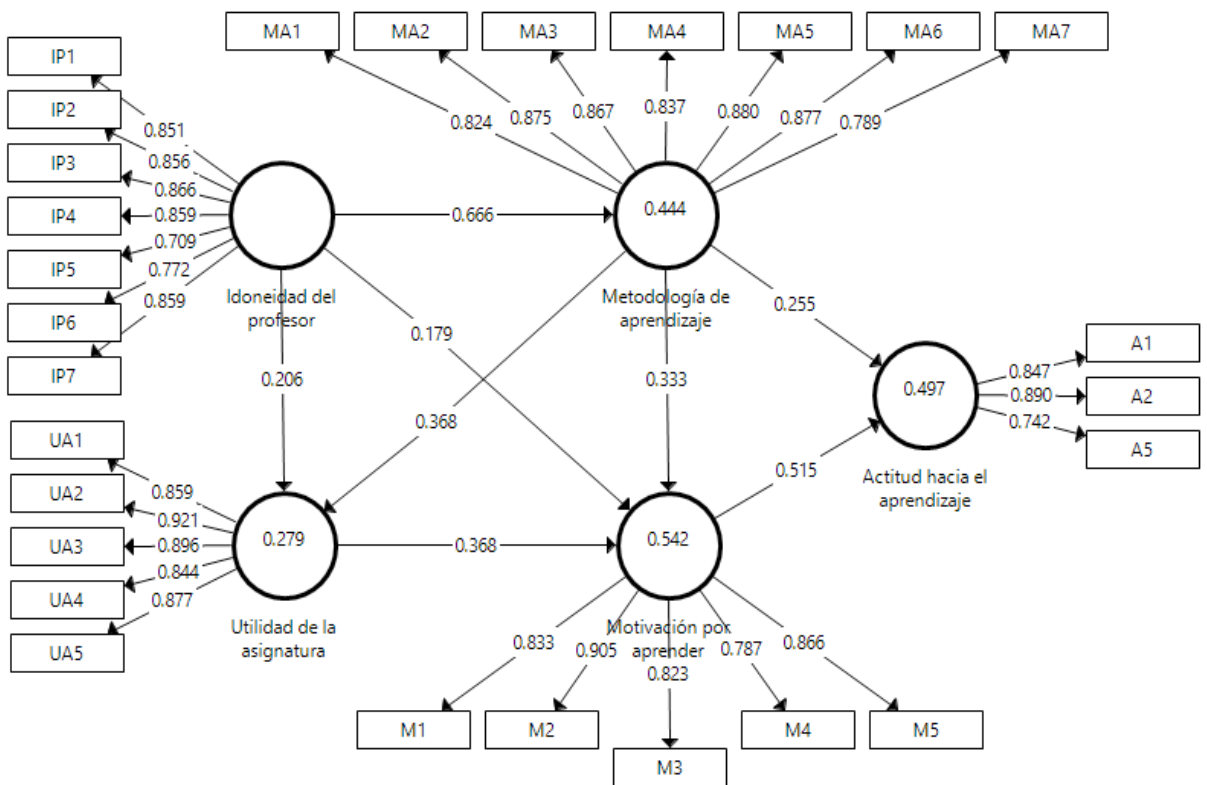 MA1
MA2
MA3
MA4
MA5
MA6
MA7
IP1
IP2
IP3
IP4
IP5
IP6
IP7
0.851
0.856
0.866
0.859
0.709
0.772
0.859
0.824
0.875
0.867
0.837
0.880
0.877
0.789
0.666
0.444
Idoneidad del
profesor
Metodología de
aprendizaje
0.179
0.206
0.368
0.333
0.255
0.497
Actitud hacia el
aprendizaje
0.847
0.890
0.742
A1
A2
A5
0.515
UA1
UA2
UA3
UA4
UA5
0.859
0.921
0.896
0.844
0.877
0.279
Utilidad de la
asignatura
0.368
0.542
Motivación por
aprender
0.833
0.905
0.823
0.787
0.866
M1
M2
M3
M4
M5